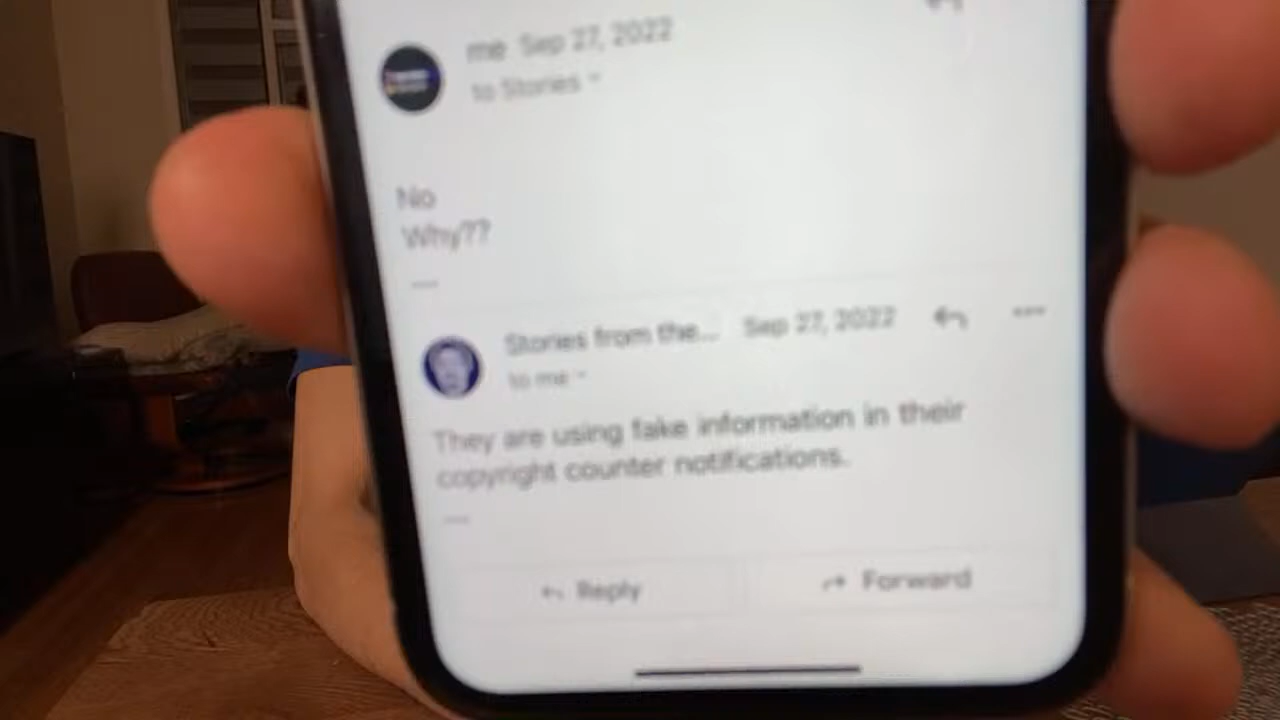 me Sep 27, 2022
to Stories
No
Why??
Stories from the... Sep 27, 2022
to me
They are using fake information in their
copyright counter notifications.
Reply Forward